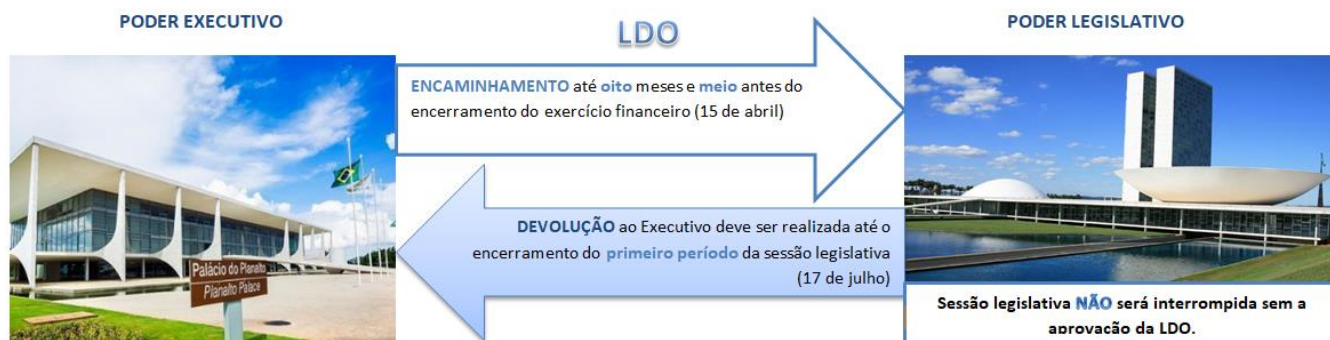 PODER EXECUTIVO
LDO
PODER LEGISLATIVO
ENCAMINHAMENTO até oito meses e meio antes do
encerramento do exercício financeiro (15 de abril)
DEVOLUÇÃO ao Executivo deve ser realizada até o
encerramento do primeiro período da sessão legislativa
(17 de julho)
Palácio do Planalto
Planalto Palace
Sessão legislativa NÃO será interrompida sem a
aprovação da LDO.